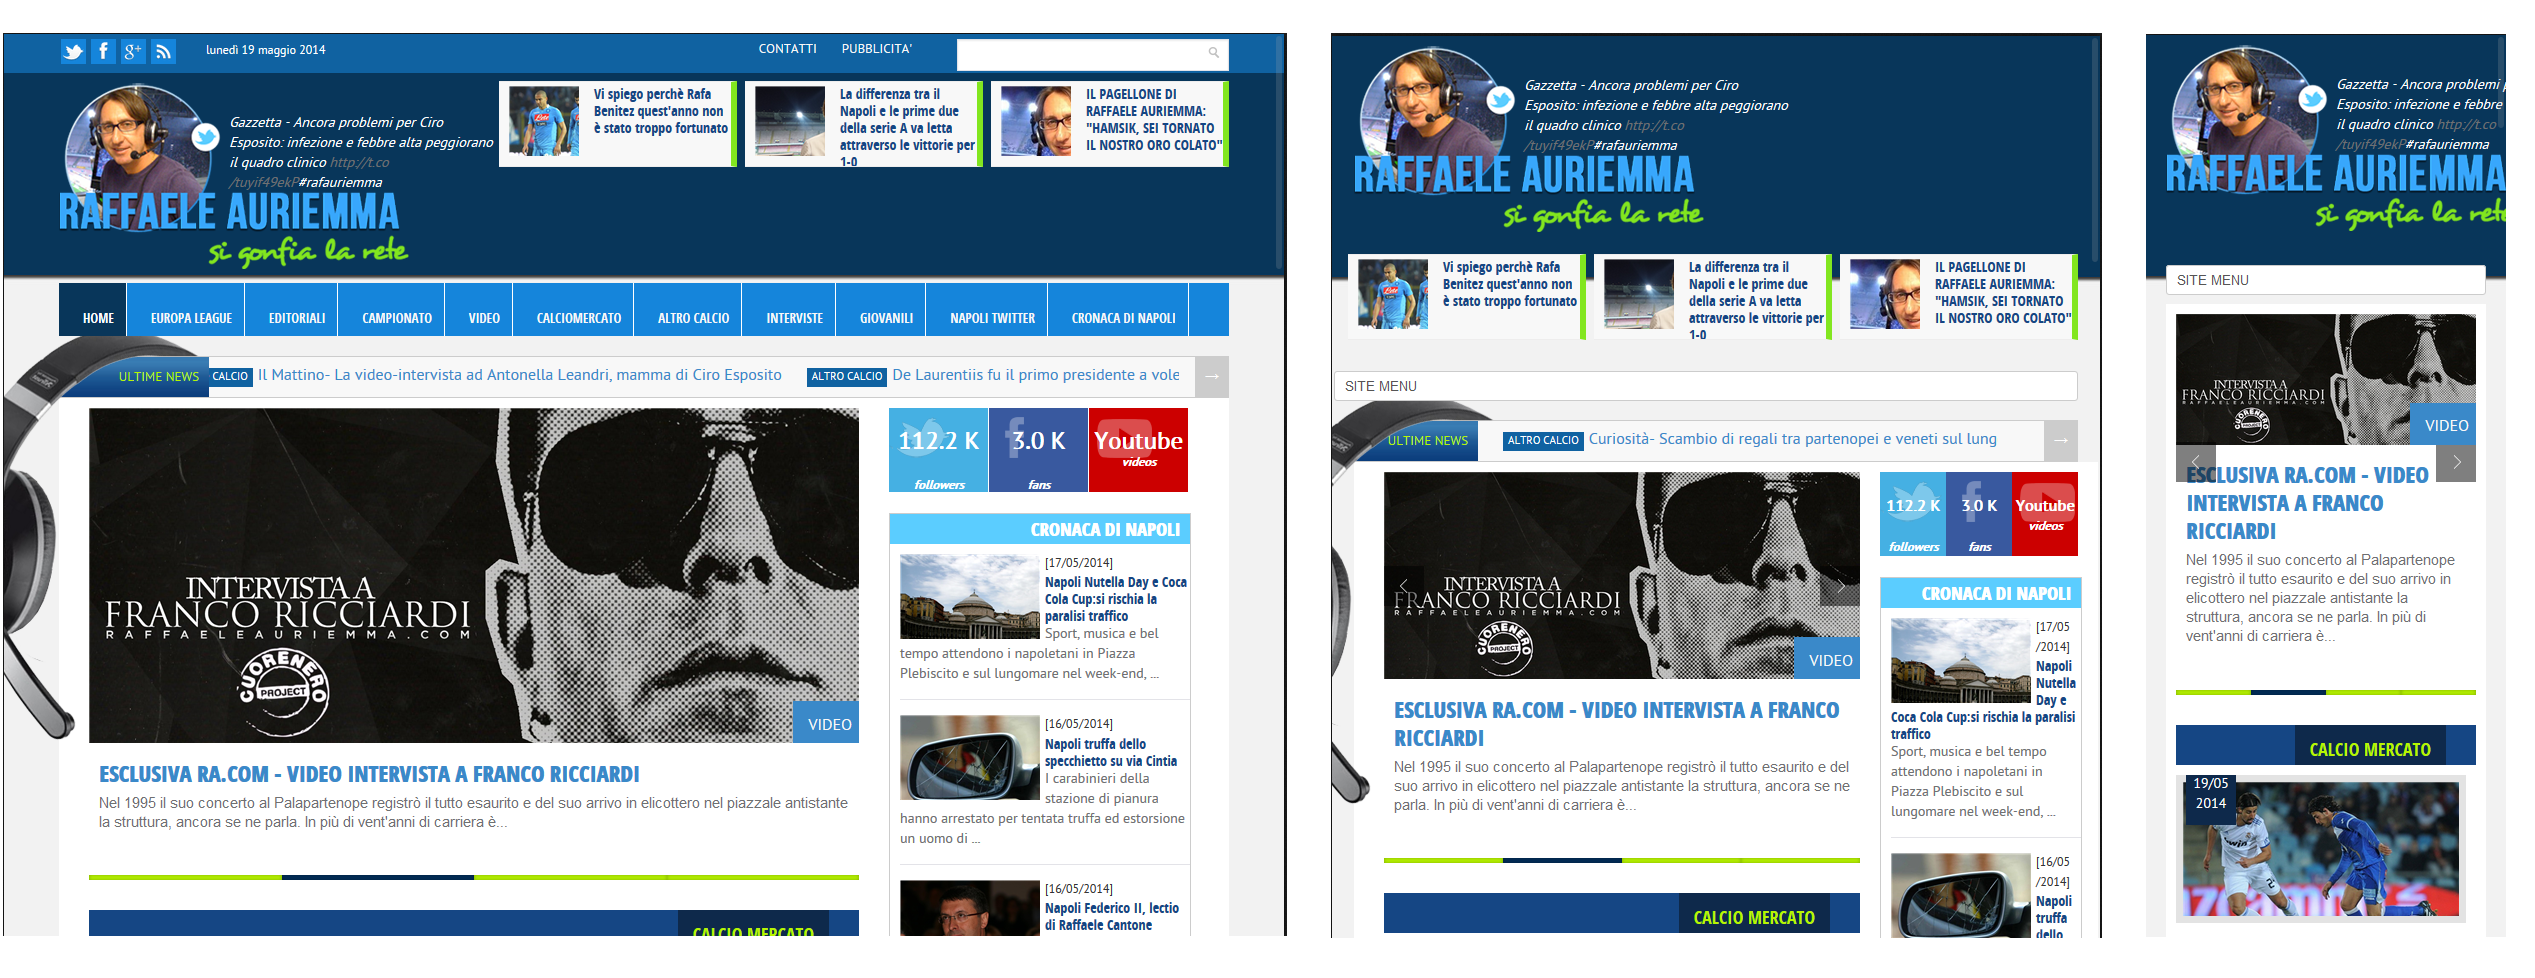 lunedì 19 maggio 2014
CONTATTI
PUBBLICITA'
Gazzetta - Ancora problemi per Ciro
Esposito: infezione e febbre alta peggiorano
il quadro clinico http://t.co
/tuyif49ekP#rafauriemma
RAFFAELE AURIEMMA
si gonfia la rete
Vi spiego perchè Rafa
Benitez quest'anno non
è stato troppo fortunato
La differenza tra il
Napoli e le prime due
della serie A va letta
attraverso le vittorie per
1-0
IL PAGELLONE DI
RAFFAELE AURIEMMA:
"HAMSIK, SEI TORNATO
IL NOSTRO ORO COLATO"
HOME
EUROPA LEAGUE
EDITORIALI
CAMPIONATO
VIDEO
CALCIOMERCATO
ALTRO CALCIO
INTERVISTE
GIOVANILI
NAPOLI TWITTER
CRONACA DI NAPOLI
ULTIME NEWS
CALCIO Il Mattino- La video-intervista ad Antonella Leandri, mamma di Ciro Esposito
ALTRO CALCIO De Laurentiis fu il primo presidente a vole
→
INTERVISTA A
FRANCO RICCIARDI
RAFFAELEAURIEMMA.COM
CUORENERO
PROJECT
VIDEO
ESCLUSIVA RA.COM - VIDEO INTERVISTA A FRANCO RICCIARDI
Nel 1995 il suo concerto al Palapartenope registrò il tutto esaurito e del suo arrivo in elicottero nel piazzale antistante
la struttura, ancora se ne parla. In più di vent'anni di carriera è...
CALCIO MERCATO
112.2 K
followers
3.0 K
fans
Youtube
videos
CRONACA DI NAPOLI
[17/05/2014]
Napoli Nutella Day e Coca
Cola Cup:si rischia la
paralisi traffico
Sport, musica e bel
tempo attendono i napoletani in Piazza
Plebiscito e sul lungomare nel week-end, ...
[16/05/2014]
Napoli truffa dello
specchietto su via Cintia
I carabinieri della
stazione di pianura
hanno arrestato per tentata truffa ed estorsione
un uomo di ...
[16/05/2014]
Napoli Federico II, lectio
di Raffaele Cantone
Gazzetta - Ancora problemi per Ciro
Esposito: infezione e febbre alta peggiorano
il quadro clinico http://t.co
/tuyif49ekP#rafauriemma
RAFFAELE AURIEMMA
si gonfia la rete
Vi spiego perchè Rafa
Benitez quest'anno non
è stato troppo fortunato
La differenza tra il
Napoli e le prime due
della serie A va letta
attraverso le vittorie per
1-0
IL PAGELLONE DI
RAFFAELE AURIEMMA:
"HAMSIK, SEI TORNATO
IL NOSTRO ORO COLATO"
SITE MENU
ULTIME NEWS
ALTRO CALCIO Curiosità- Scambio di regali tra partenopei e veneti sul lung
→
INTERVISTA A
FRANCO RICCIARDI
RAFFAELEAURIEMMA.COM
CUORENERO
PROJECT
VIDEO
ESCLUSIVA RA.COM - VIDEO INTERVISTA A FRANCO
RICCIARDI
Nel 1995 il suo concerto al Palapartenope registrò il tutto esaurito e del
suo arrivo in elicottero nel piazzale antistante la struttura, ancora se ne
parla. In più di vent'anni di carriera è...
CALCIO MERCATO
112.2 K
followers
3.0 K
fans
Youtube
videos
CRONACA DI NAPOLI
[17/05
/2014]
Napoli
Nutella
Day e
Coca Cola Cup:si rischia la paralisi
traffico
Sport, musica e bel tempo
attendono i napoletani in
Piazza Plebiscito e sul
lungomare nel week-end, ...
[16/05
/2014]
Napoli
truffa
dello
Gazzetta - Ancora problemi p
Esposito: infezione e febbre
il quadro clinico http://t.co
/tuyif49ekP#rafauriemma
RAFFAELE AURIEMMA
si gonfia la rete
SITE MENU
INTERVISTA A
FRANCO RICCIARDI
RAFFAELEAURIEMMA.COM
CUORENERO
PROJECT
VIDEO
ESCLUSIVA RA.COM - VIDEO
INTERVISTA A FRANCO
RICCIARDI
Nel 1995 il suo concerto al Palapartenope
registrò il tutto esaurito e del suo arrivo in
elicottero nel piazzale antistante la
struttura, ancora se ne parla. In più di
vent'anni di carriera è...
CALCIO MERCATO
19/05
2014